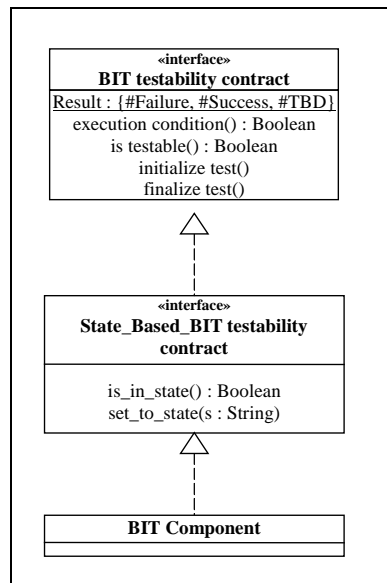 «interface»
BIT testability contract
Result : {#Failure, #Success, #TBD}
execution condition() : Boolean
is testable() : Boolean
initialize test()
finalize test()
«interface»
State_Based_BIT testability
contract
is_in_state() : Boolean
set_to_state(s : String)
BIT Component